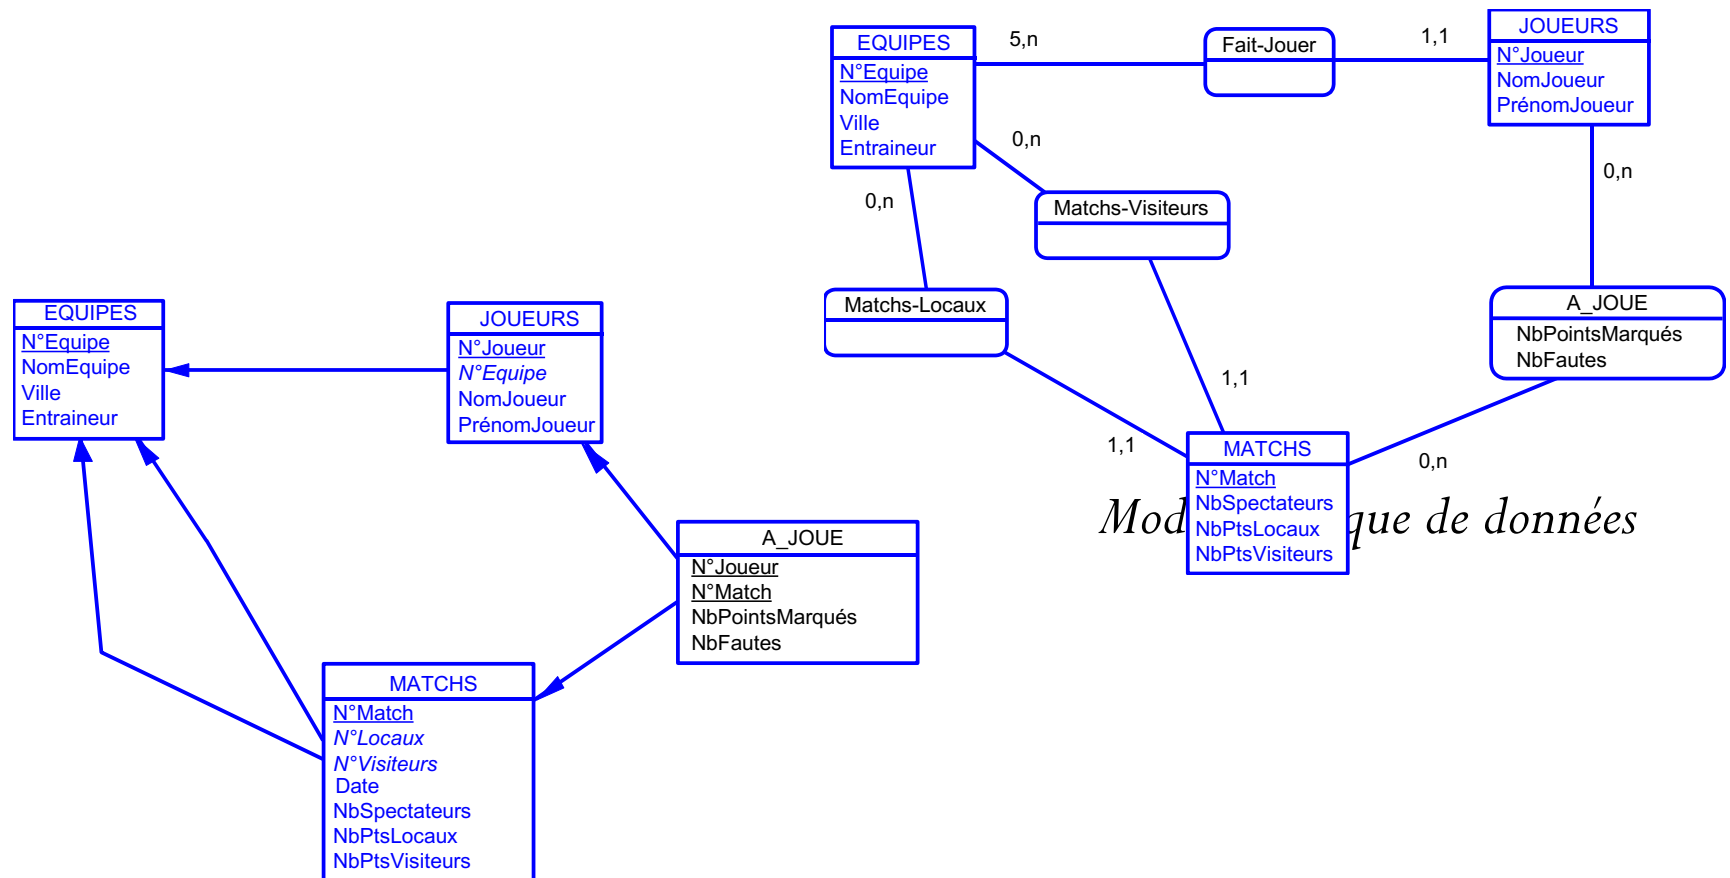 EQUIPES
N°Equipe
NomEquipe
Ville
Entraineur
5,n
Fait-Jouer
1,1
JOUEURS
N°Joueur
NomJoueur
PrénomJoueur
0,n
0,n
0,n
Matchs-Visiteurs
Matchs-Locaux
A_JOUE
NbPointsMarqués
NbFautes
1,1
1,1
0,n
MATCHS
N°Match
NbSpectateurs
NbPtsLocaux
NbPtsVisiteurs
Mod que de données
EQUIPES
N°Equipe
NomEquipe
Ville
Entraineur
JOUEURS
N°Joueur
N°Equipe
NomJoueur
PrénomJoueur
A_JOUE
N°Joueur
N°Match
NbPointsMarqués
NbFautes
MATCHS
N°Match
N°Locaux
N°Visiteurs
Date
NbSpectateurs
NbPtsLocaux
NbPtsVisiteurs